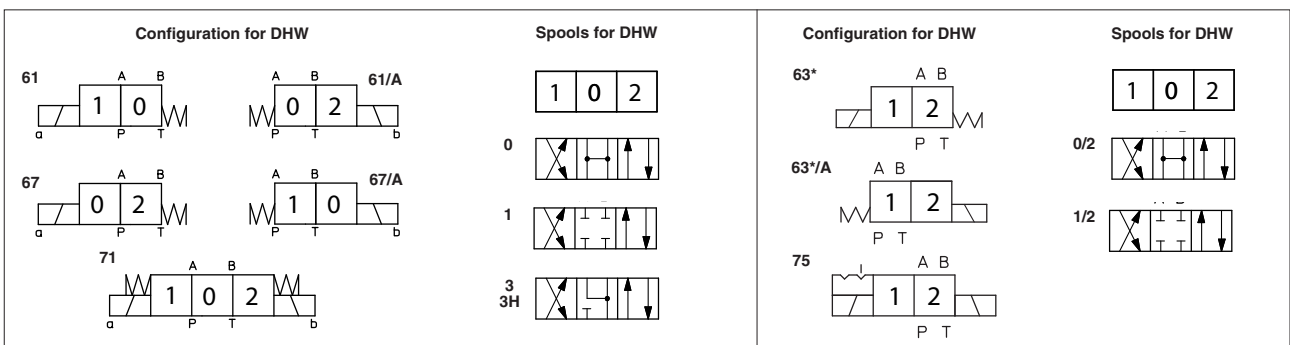 Configuration for DHW
Spools for DHW
61
A B
1 0
a P T
A B
61/A
0 2
P T b
67
A B
0 2
a P T
A B
67/A
1 0
P T b
71
A B
1 0 2
a P T b
1 0 2
0
1
3
3H
Configuration for DHW
Spools for DHW
63*
A B
1 2
P T
63*/A
A B
1 2
P T
75
A B
1 2
P T
1 0 2
0/2
1/2